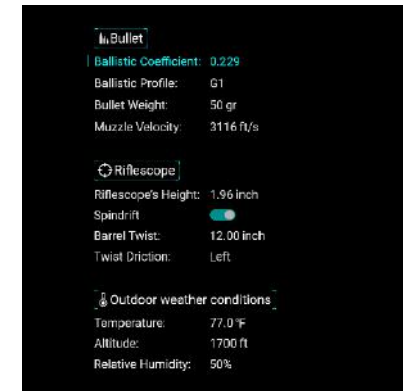 Bullet
Ballistic Coefficient: 0.229
Ballistic Profile: G1
Bullet Weight: 50 gr
Muzzle Velocity: 3116 ft/s
Riflescope
Riflescope's Height: 1.96 inch
Spindrift
Barrel Twist: 12.00 inch
Twist Driction: Left
Outdoor weather conditions
Temperature: 77.0 °F
Altitude: 1700 ft
Relative Humidity: 50%